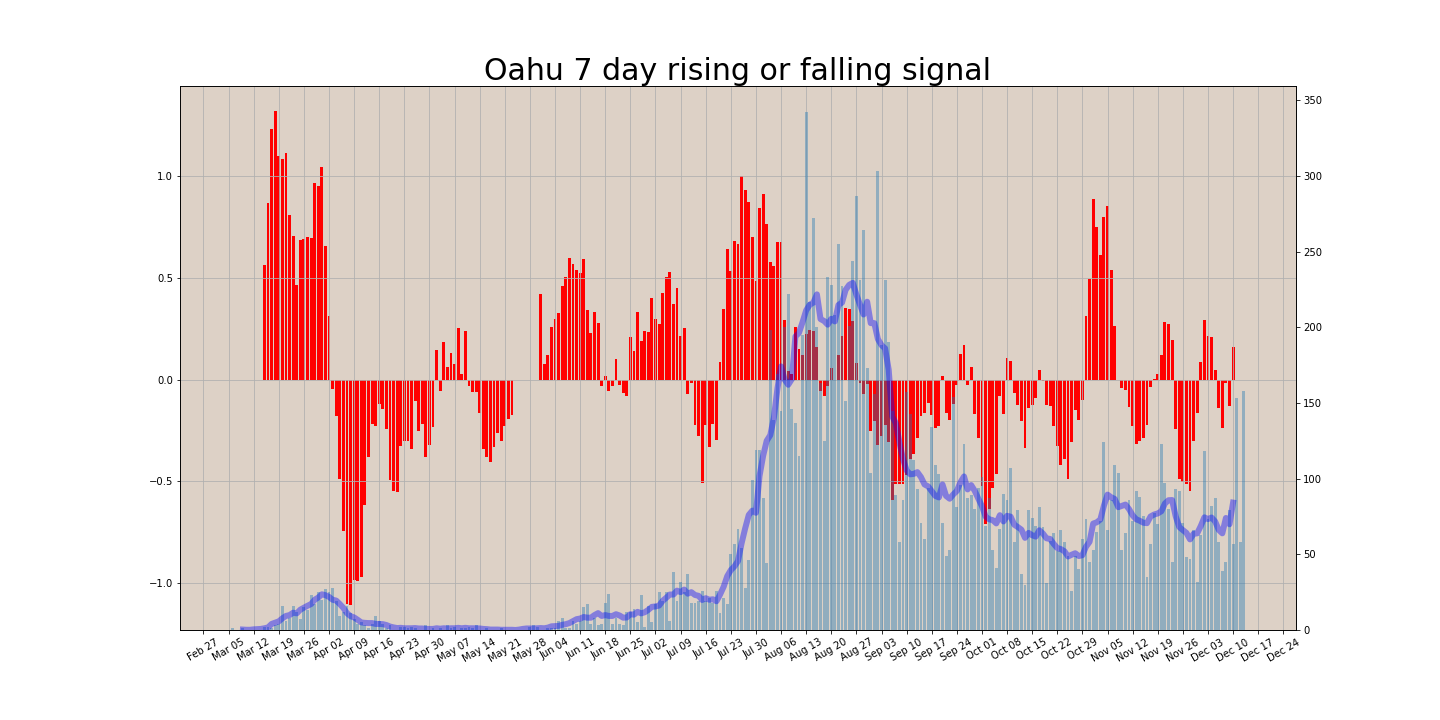 Oahu 7 day rising or falling signal
1.0
0.5
0.0
−0.5
−1.0
350
300
250
200
150
100
50
0
Feb 27
Mar 05
Mar 12
Mar 19
Mar 26
Apr 02
Apr 09
Apr 16
Apr 23
Apr 30
May 07
May 14
May 21
May 28
Jun 04
Jun 11
Jun 18
Jun 25
Jul 02
Jul 09
Jul 16
Jul 23
Jul 30
Aug 06
Aug 13
Aug 20
Aug 27
Sep 03
Sep 10
Sep 17
Sep 24
Oct 01
Oct 08
Oct 15
Oct 22
Oct 29
Nov 05
Nov 12
Nov 19
Nov 26
Dec 03
Dec 10
Dec 17
Dec 24